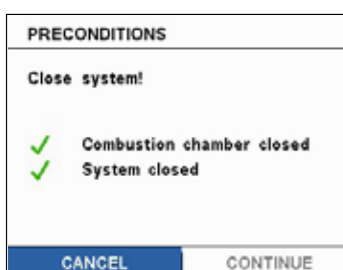 PRECONDITIONS
Close system!
Combustion chamber closed
System closed
CANCEL CONTINUE